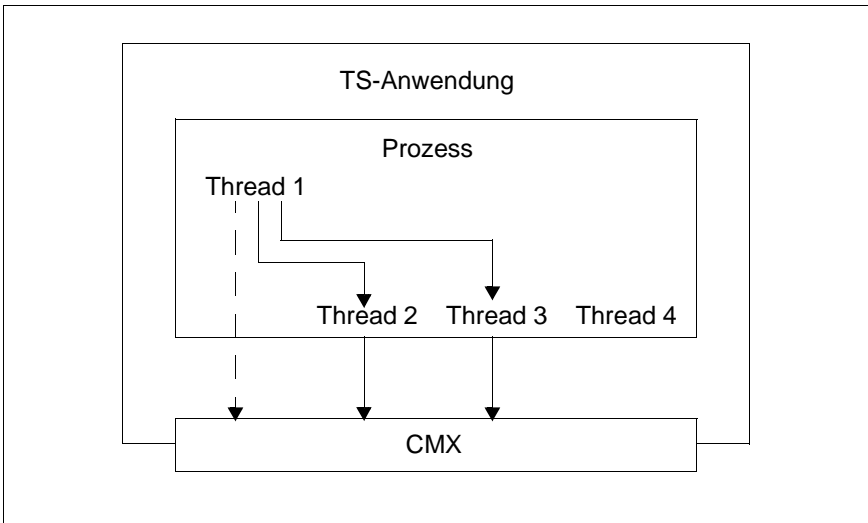 TS-Anwendung
Prozess
Thread 1
Thread 2 Thread 3 Thread 4
CMX